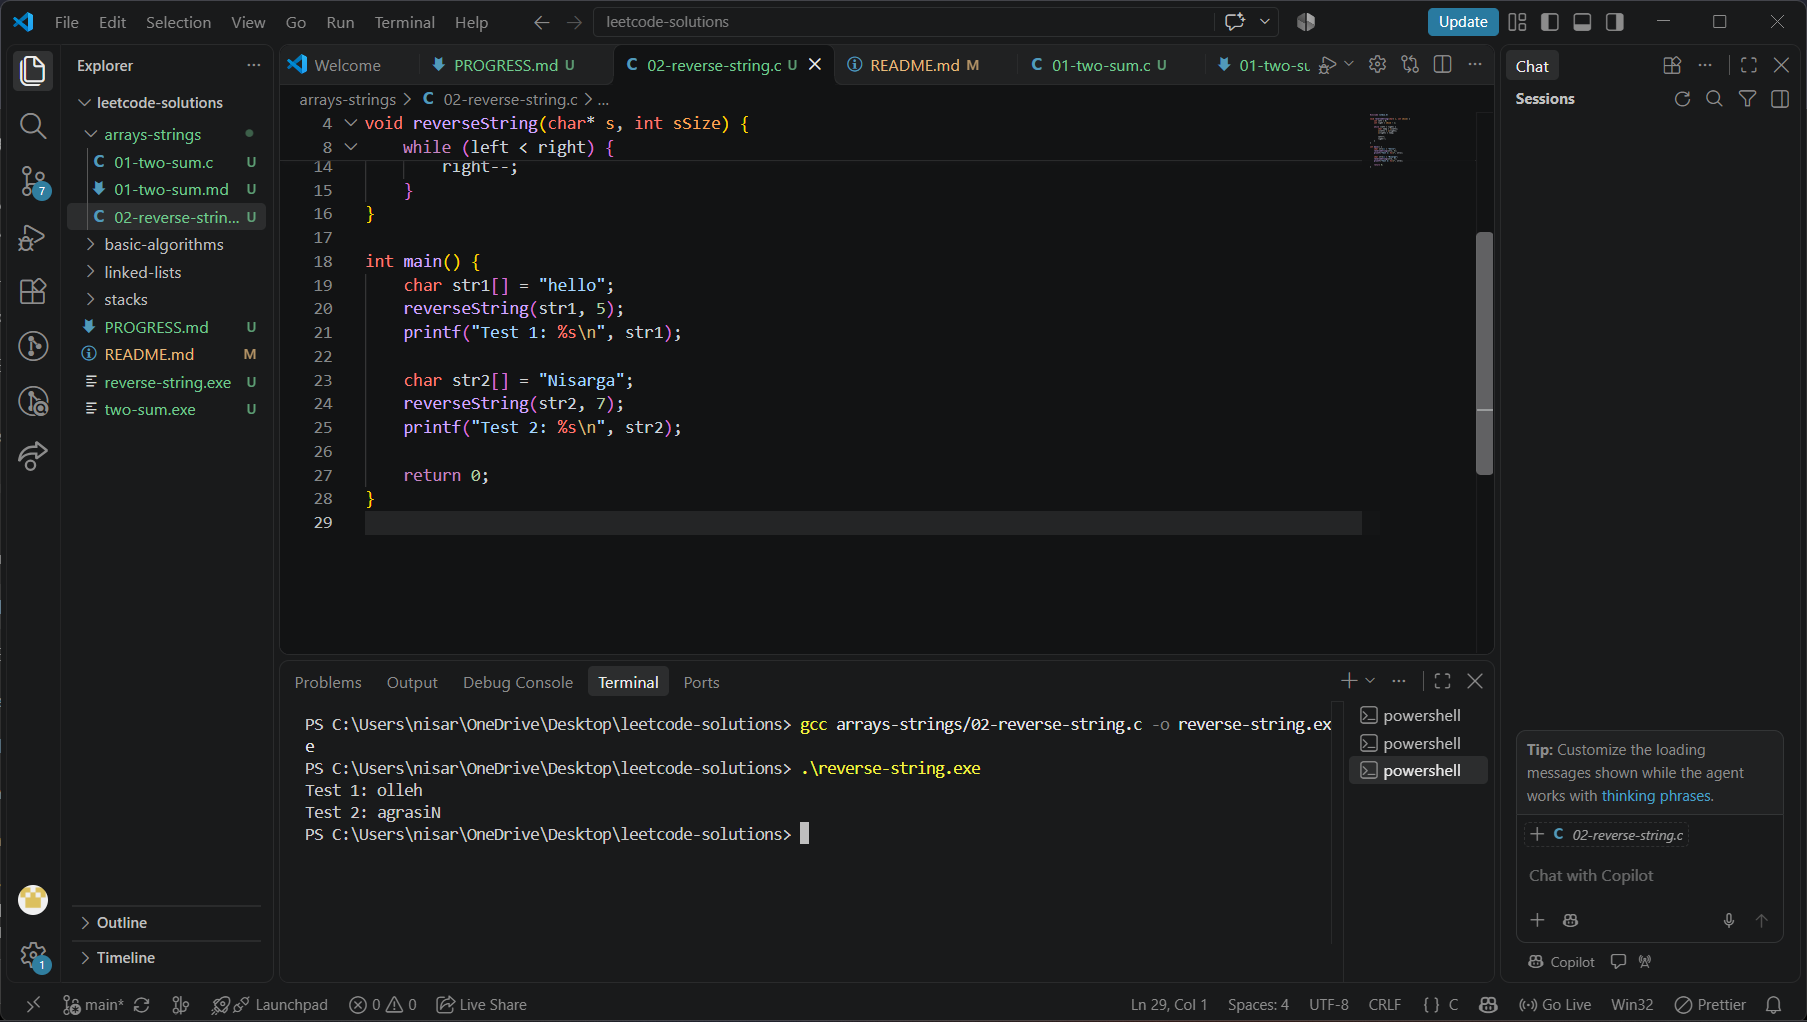 File Edit Selection View Go Run Terminal Help
leetcode-solutions
Update
Explorer
leetcode-solutions
arrays-strings
01-two-sum.c U
01-two-sum.md U
02-reverse-strin... U
basic-algorithms
linked-lists
stacks
PROGRESS.md U
README.md M
reverse-string.exe U
two-sum.exe U
Outline
Timeline
7
1
Welcome
PROGRESS.md U
02-reverse-string.c U
README.md M
01-two-sum.c U
01-two-su
arrays-strings > C 02-reverse-string.c > ...
4 void reverseString(char* s, int sSize) {
8 while (left < right) {
14 right--;
15 }
16 }
17
18 int main() {
19 char str1[] = "hello";
20 reverseString(str1, 5);
21 printf("Test 1: %s\n", str1);
22
23 char str2[] = "Nisarga";
24 reverseString(str2, 7);
25 printf("Test 2: %s\n", str2);
26
27 return 0;
28 }
29
Problems Output Debug Console Terminal Ports
PS C:\Users\nisar\OneDrive\Desktop\leetcode-solutions> gcc arrays-strings/02-reverse-string.c -o reverse-string.ex
e
PS C:\Users\nisar\OneDrive\Desktop\leetcode-solutions> .\reverse-string.exe
Test 1: olleh
Test 2: agrasiN
PS C:\Users\nisar\OneDrive\Desktop\leetcode-solutions>
powershell
powershell
powershell
Chat
Sessions
Tip: Customize the loading
messages shown while the agent
works with thinking phrases.
C 02-reverse-string.c
Chat with Copilot
Copilot
main* Launchpad 0 0 Live Share Ln 29, Col 1 Spaces: 4 UTF-8 CRLF {} C Go Live Win32 Prettier